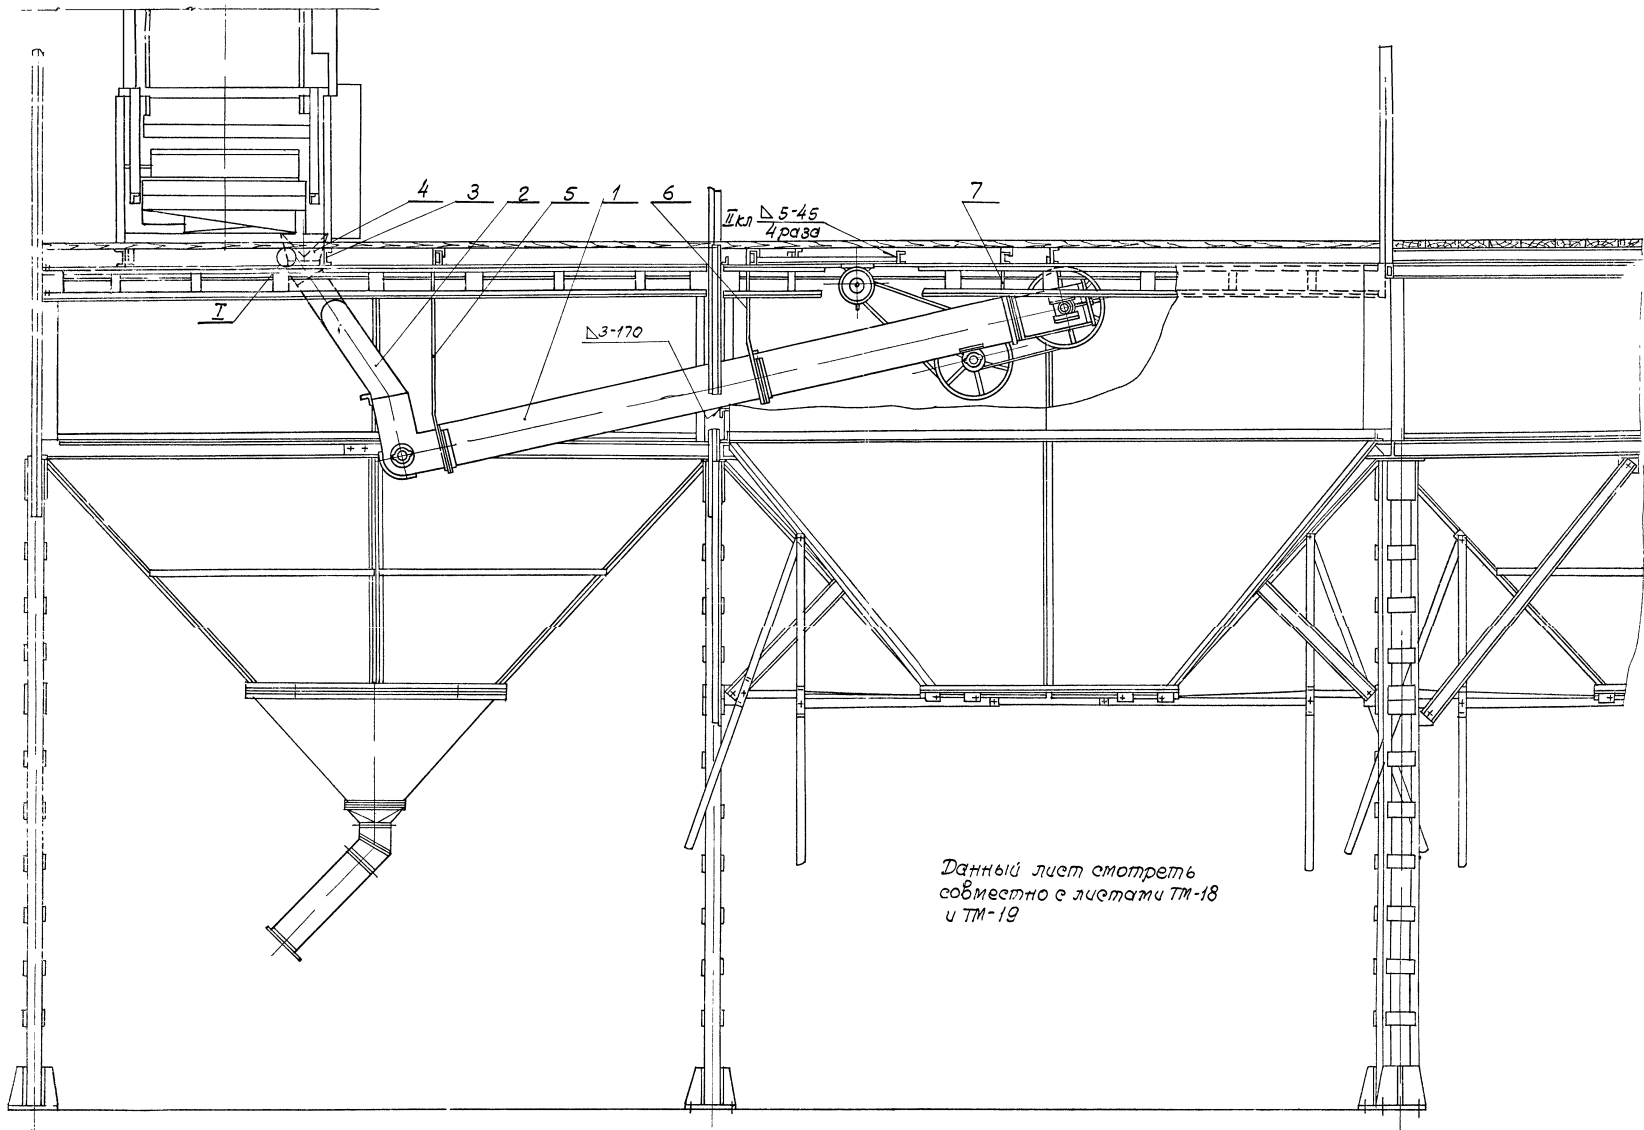 4 3 2 5 1 6 7
II кл ◺ 5-45
4 раза
I
◺3-170
Данный лист смотреть
совместно с листами ТМ-18
и ТМ-19